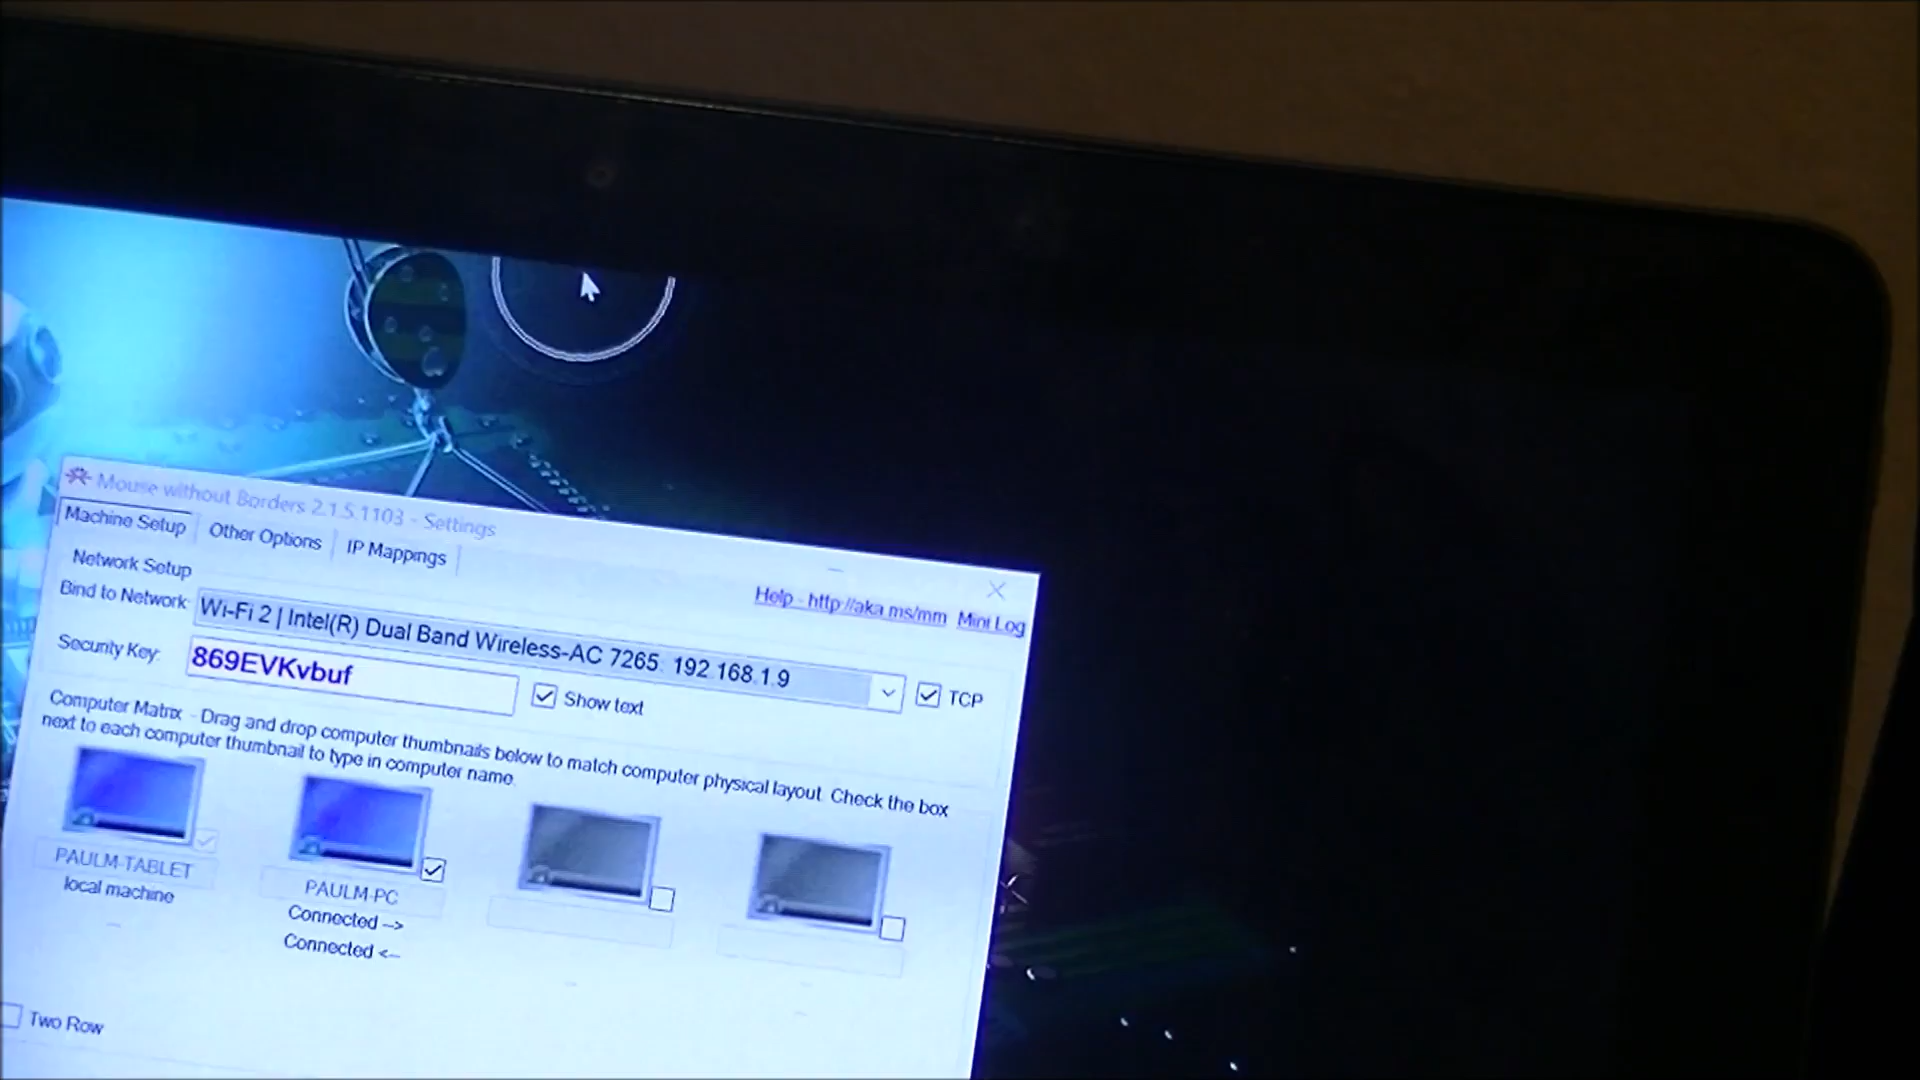 Mouse without Borders 2.1.5.1103 - Settings
Machine Setup Other Options IP Mappings
Network Setup
Help - http://aka.ms/mm Mini Log
Bind to Network: Wi-Fi 2 | Intel(R) Dual Band Wireless-AC 7265: 192.168.1.9 TCP
Security Key: 869EVKvbuf Show text
Computer Matrix - Drag and drop computer thumbnails below to match computer physical layout. Check the box
next to each computer thumbnail to type in computer name.
PAULM-TABLET PAULM-PC
local machine Connected -->
Connected <--
Two Row